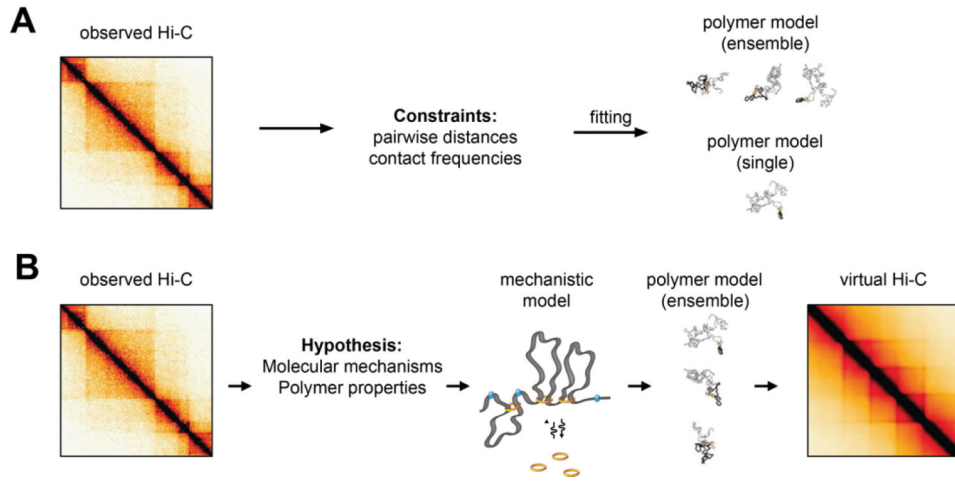 A
observed Hi-C
Constraints:
pairwise distances
contact frequencies
fitting
polymer model
(ensemble)
polymer model
(single)
B
observed Hi-C
Hypothesis:
Molecular mechanisms
Polymer properties
mechanistic
model
polymer model
(ensemble)
virtual Hi-C